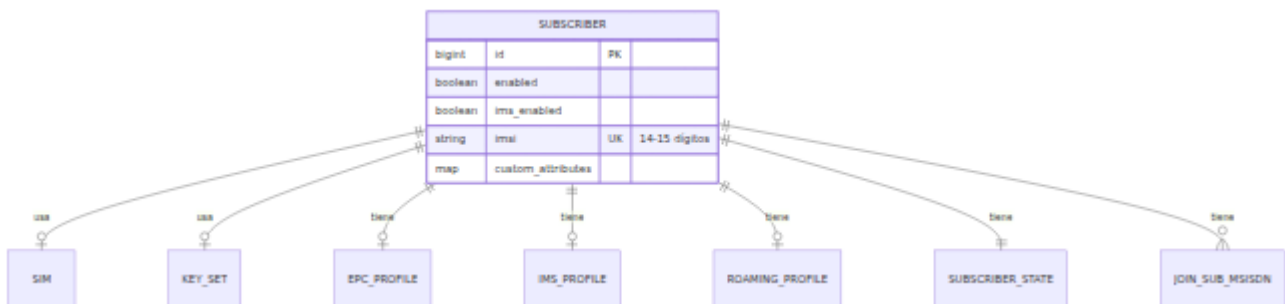 SUBSCRIBER
bigint id PK
boolean enabled
boolean ims_enabled
string imsi UK 14-15 dígitos
map custom_attributes
usa usa tiene tiene tiene tiene tiene
SIM KEY_SET EPC_PROFILE IMS_PROFILE ROAMING_PROFILE SUBSCRIBER_STATE JOIN_SUB_MSISDN